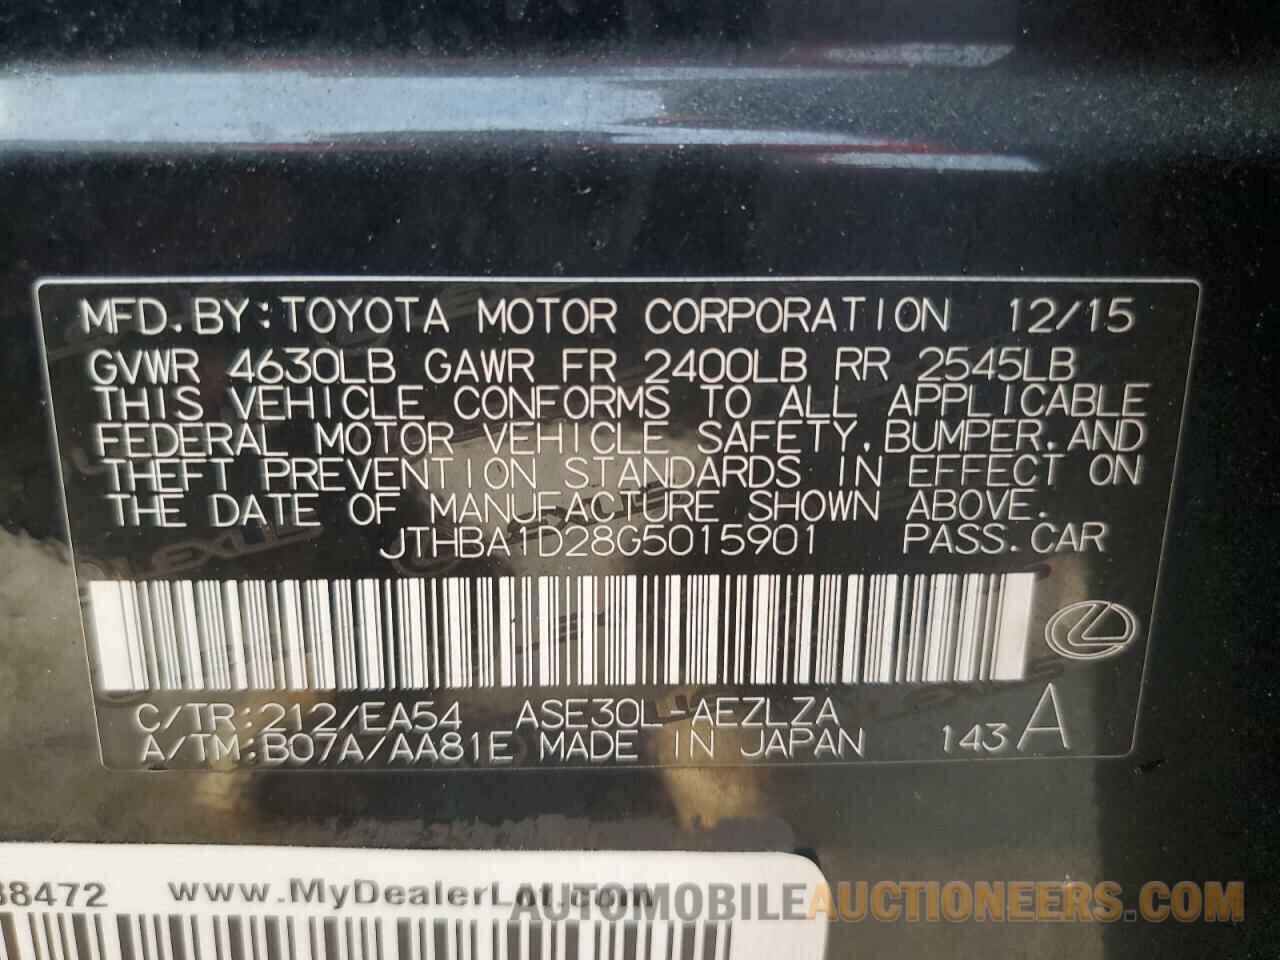 MFD.BY:TOYOTA MOTOR CORPORATION 12/15
GVWR 4630LB GAWR FR 2400LB RR 2545LB
THIS VEHICLE CONFORMS TO ALL APPLICABLE
FEDERAL MOTOR VEHICLE SAFETY,BUMPER,AND
THEFT PREVENTION STANDARDS IN EFFECT ON
THE DATE OF MANUFACTURE SHOWN ABOVE.
JTHBA1D28G5015901 PASS.CAR
C/TR:212/EA54 ASE30L-AEZLZA
A/TM:B07A/AA81E MADE IN JAPAN 143 A
38472 www.MyDealerLot.com
AUTOMOBILEAUCTIONEERS.COM